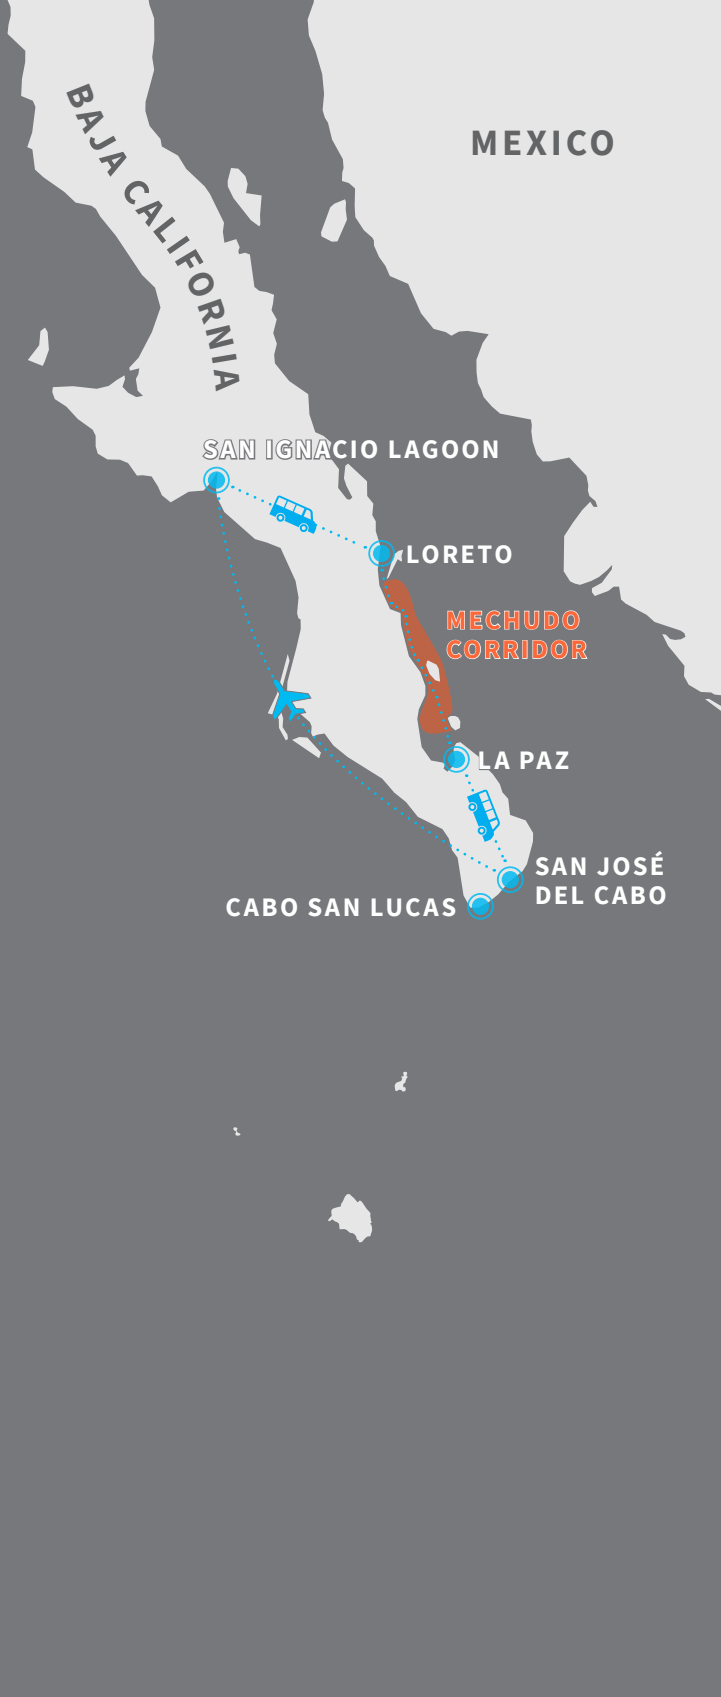 BAJA CALIFORNIA
MEXICO
SAN IGNACIO LAGOON
LORETO
MECHUDO
CORRIDOR
LA PAZ
SAN JOSÉ
DEL CABO
CABO SAN LUCAS